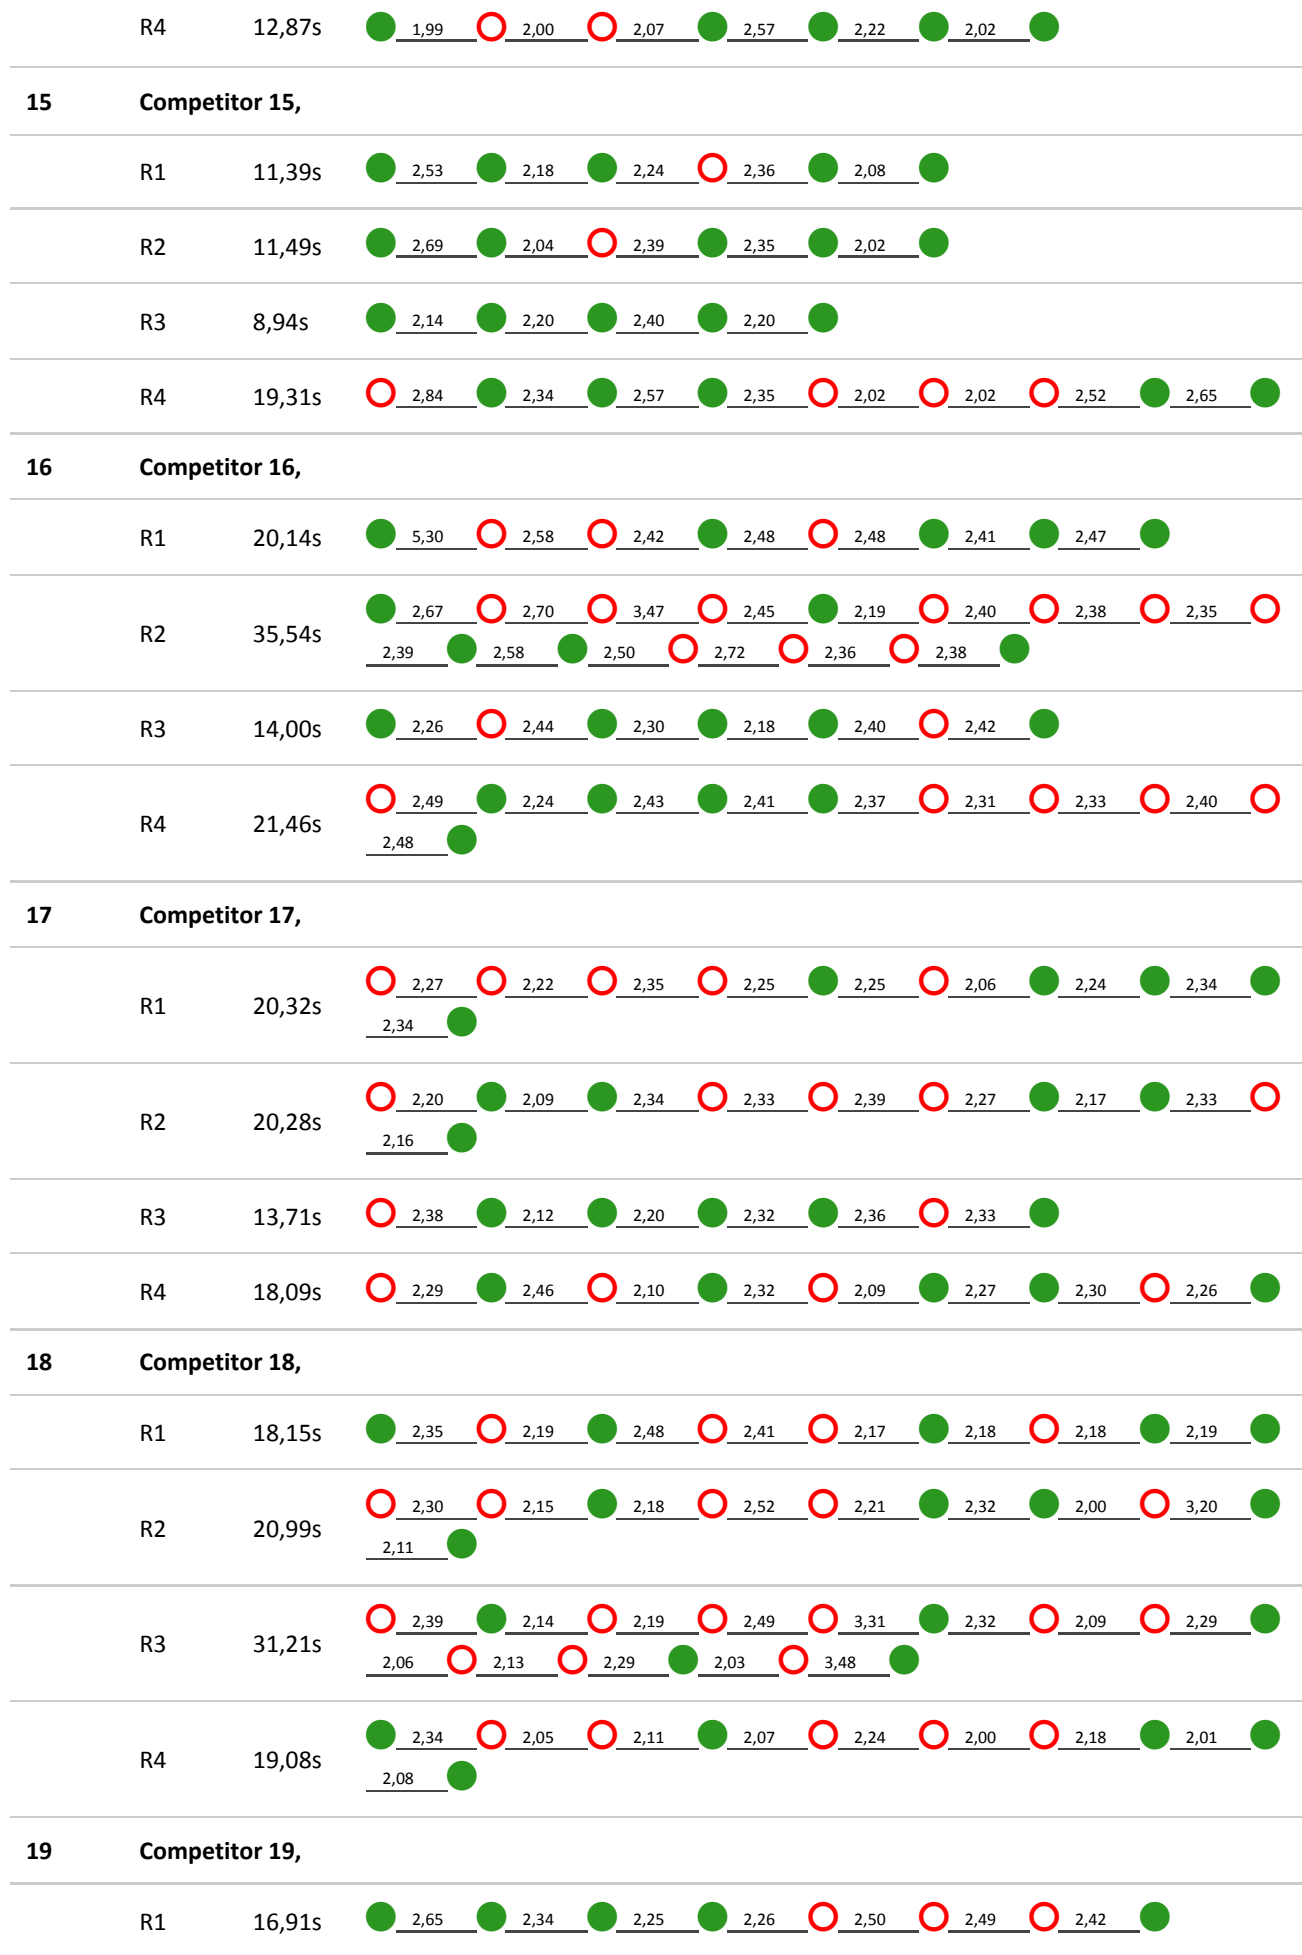 R4 12,87s 1,99 2,00 2,07 2,57 2,22 2,02
15 Competitor 15,
R1 11,39s 2,53 2,18 2,24 2,36 2,08
R2 11,49s 2,69 2,04 2,39 2,35 2,02
R3 8,94s 2,14 2,20 2,40 2,20
R4 19,31s 2,84 2,34 2,57 2,35 2,02 2,02 2,52 2,65
16 Competitor 16,
R1 20,14s 5,30 2,58 2,42 2,48 2,48 2,41 2,47
R2 35,54s 2,67 2,70 3,47 2,45 2,19 2,40 2,38 2,35
2,39 2,58 2,50 2,72 2,36 2,38
R3 14,00s 2,26 2,44 2,30 2,18 2,40 2,42
R4 21,46s 2,49 2,24 2,43 2,41 2,37 2,31 2,33 2,40
2,48
17 Competitor 17,
R1 20,32s 2,27 2,22 2,35 2,25 2,25 2,06 2,24 2,34
2,34
R2 20,28s 2,20 2,09 2,34 2,33 2,39 2,27 2,17 2,33
2,16
R3 13,71s 2,38 2,12 2,20 2,32 2,36 2,33
R4 18,09s 2,29 2,46 2,10 2,32 2,09 2,27 2,30 2,26
18 Competitor 18,
R1 18,15s 2,35 2,19 2,48 2,41 2,17 2,18 2,18 2,19
R2 20,99s 2,30 2,15 2,18 2,52 2,21 2,32 2,00 3,20
2,11
R3 31,21s 2,39 2,14 2,19 2,49 3,31 2,32 2,09 2,29
2,06 2,13 2,29 2,03 3,48
R4 19,08s 2,34 2,05 2,11 2,07 2,24 2,00 2,18 2,01
2,08
19 Competitor 19,
R1 16,91s 2,65 2,34 2,25 2,26 2,50 2,49 2,42